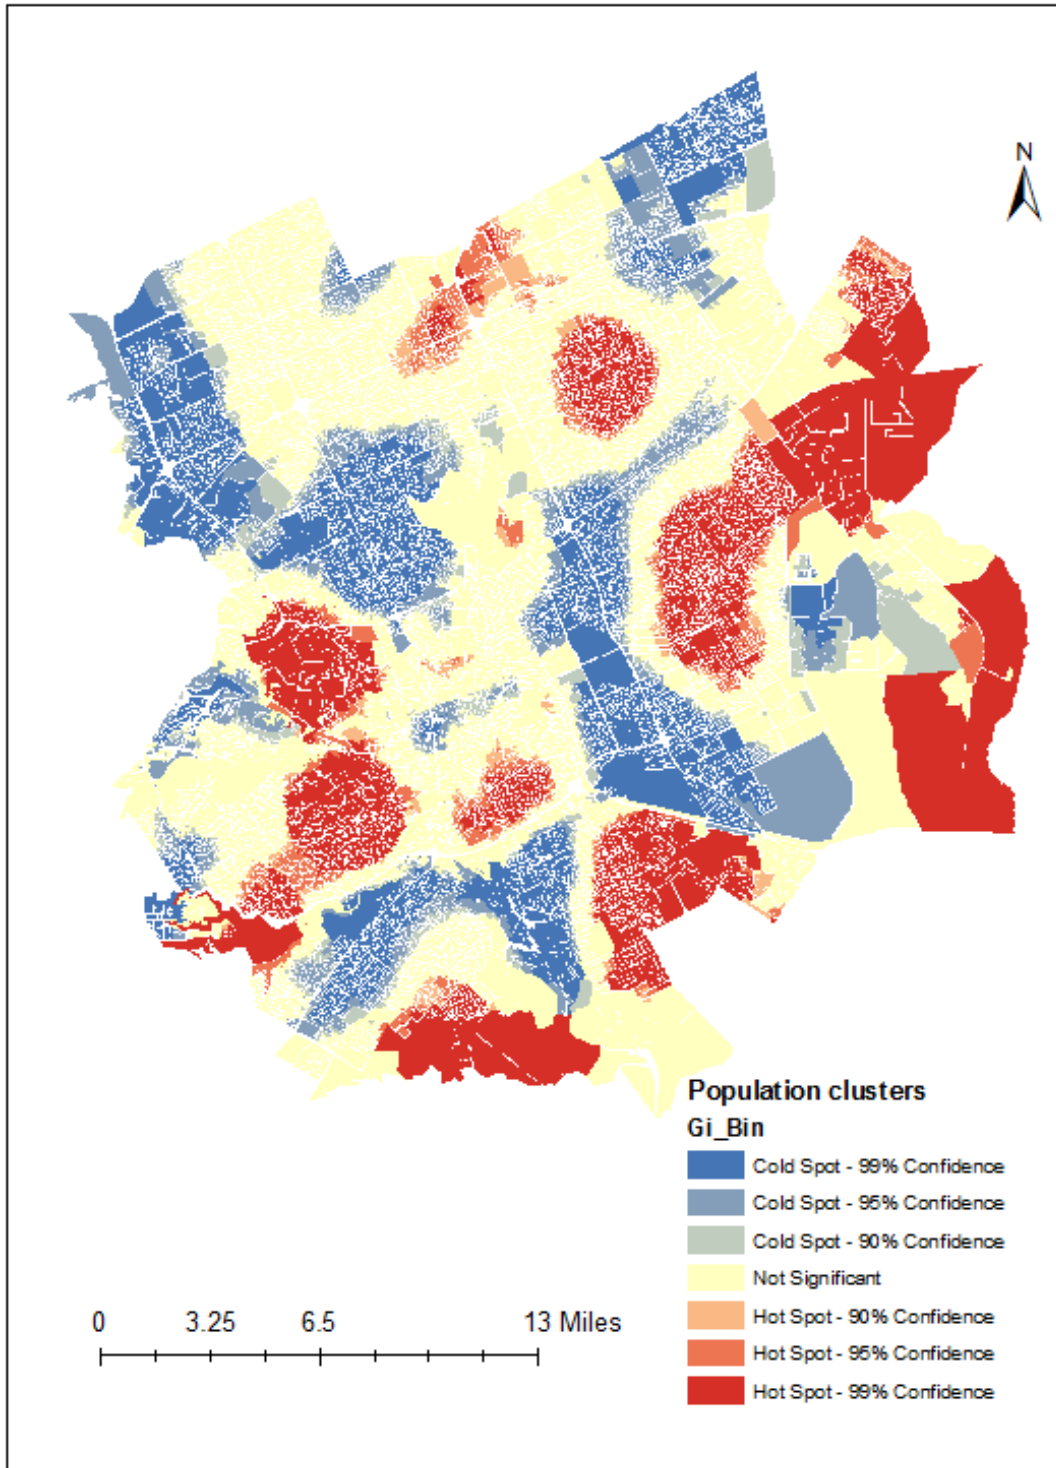 N
Population clusters
Gi_Bin
Cold Spot - 99% Confidence
Cold Spot - 95% Confidence
Cold Spot - 90% Confidence
Not Significant
Hot Spot - 90% Confidence
Hot Spot - 95% Confidence
Hot Spot - 99% Confidence
0 3.25 6.5 13 Miles